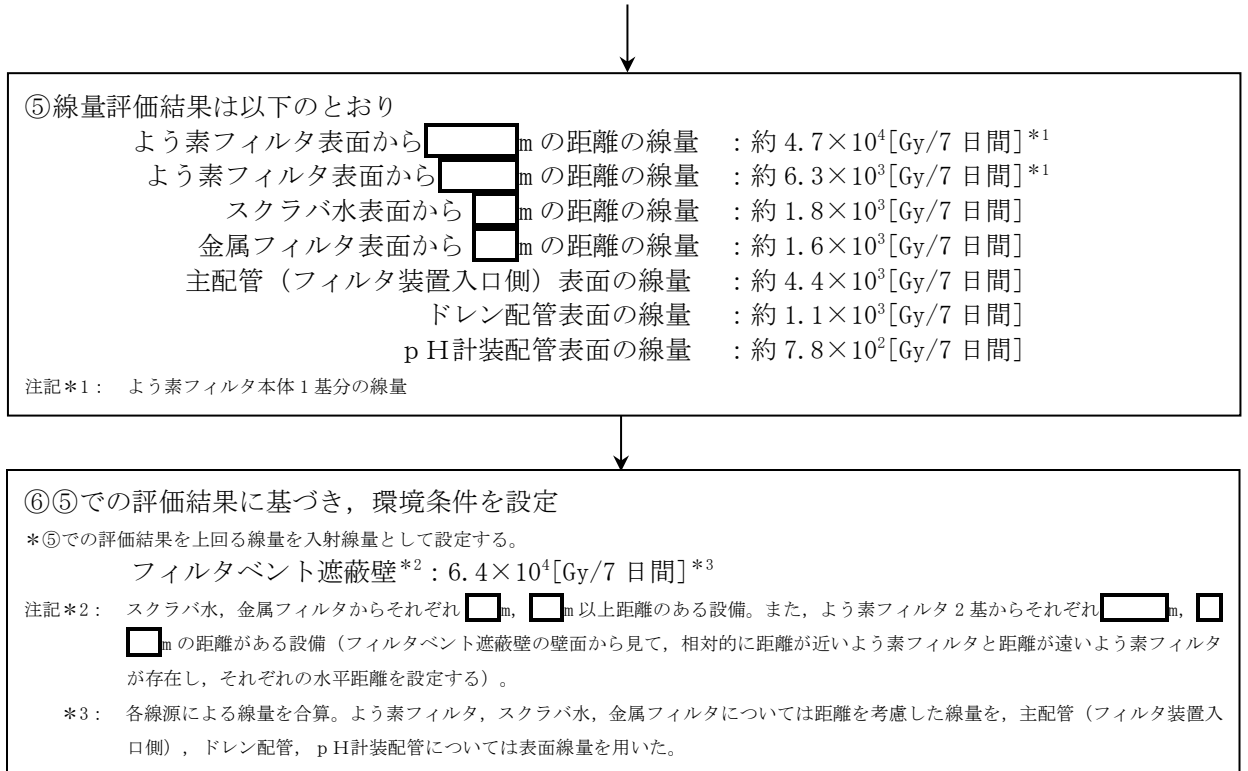 ⑤線量評価結果は以下のとおり
よう素フィルタ表面から m の距離の線量 : 約 4.7×10⁴[Gy/7 日間]*¹
よう素フィルタ表面から m の距離の線量 : 約 6.3×10³[Gy/7 日間]*¹
スクラバ水表面から m の距離の線量 : 約 1.8×10³[Gy/7 日間]
金属フィルタ表面から m の距離の線量 : 約 1.6×10³[Gy/7 日間]
主配管（フィルタ装置入口側）表面の線量 : 約 4.4×10³[Gy/7 日間]
ドレン配管表面の線量 : 約 1.1×10³[Gy/7 日間]
ｐＨ計装配管表面の線量 : 約 7.8×10²[Gy/7 日間]
注記＊1： よう素フィルタ本体 1 基分の線量
⑥⑤での評価結果に基づき，環境条件を設定
＊⑤での評価結果を上回る線量を入射線量として設定する。
フィルタベント遮蔽壁*²：6.4×10⁴[Gy/7 日間]*³
注記＊2： スクラバ水，金属フィルタからそれぞれ m， m 以上距離のある設備。また，よう素フィルタ 2 基からそれぞれ m，
m の距離がある設備（フィルタベント遮蔽壁の壁面から見て，相対的に距離が近いよう素フィルタと距離が遠いよう素フィルタ
が存在し，それぞれの水平距離を設定する）。
＊3： 各線源による線量を合算。よう素フィルタ，スクラバ水，金属フィルタについては距離を考慮した線量を，主配管（フィルタ装置入
口側），ドレン配管，ｐＨ計装配管については表面線量を用いた。